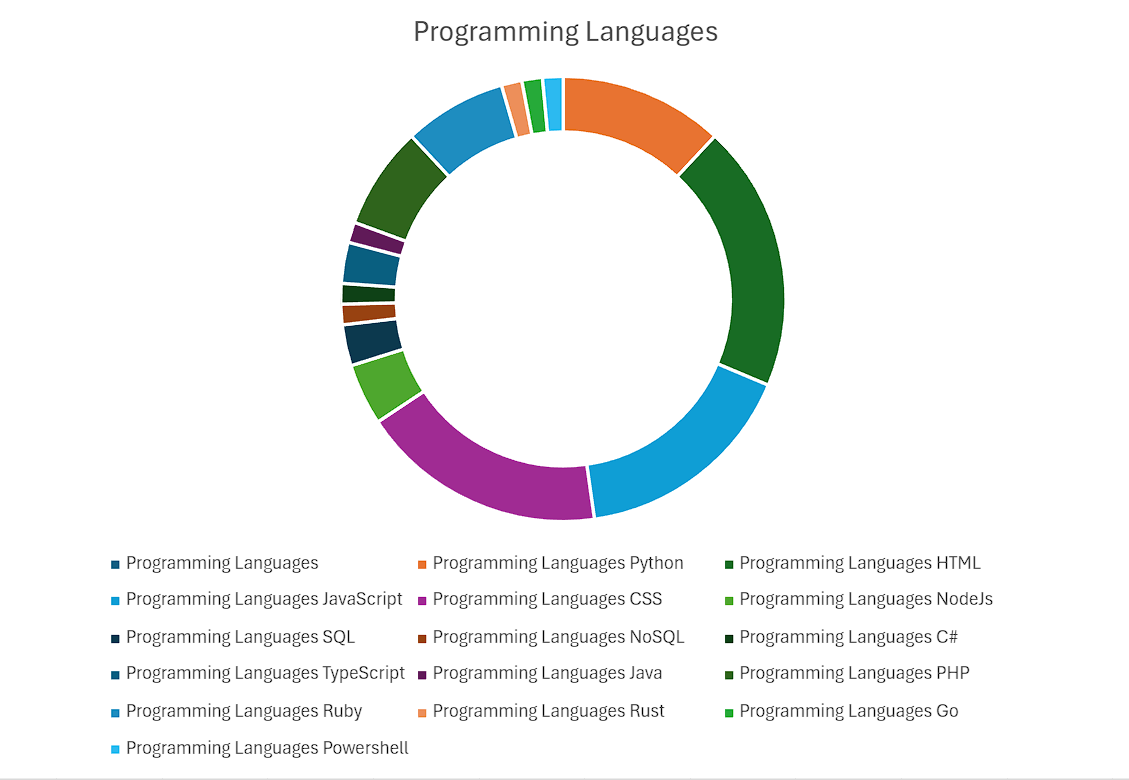 Programming Languages
Programming Languages Programming Languages Python Programming Languages HTML
Programming Languages JavaScript Programming Languages CSS Programming Languages NodeJs
Programming Languages SQL Programming Languages NoSQL Programming Languages C#
Programming Languages TypeScript Programming Languages Java Programming Languages PHP
Programming Languages Ruby Programming Languages Rust Programming Languages Go
Programming Languages Powershell